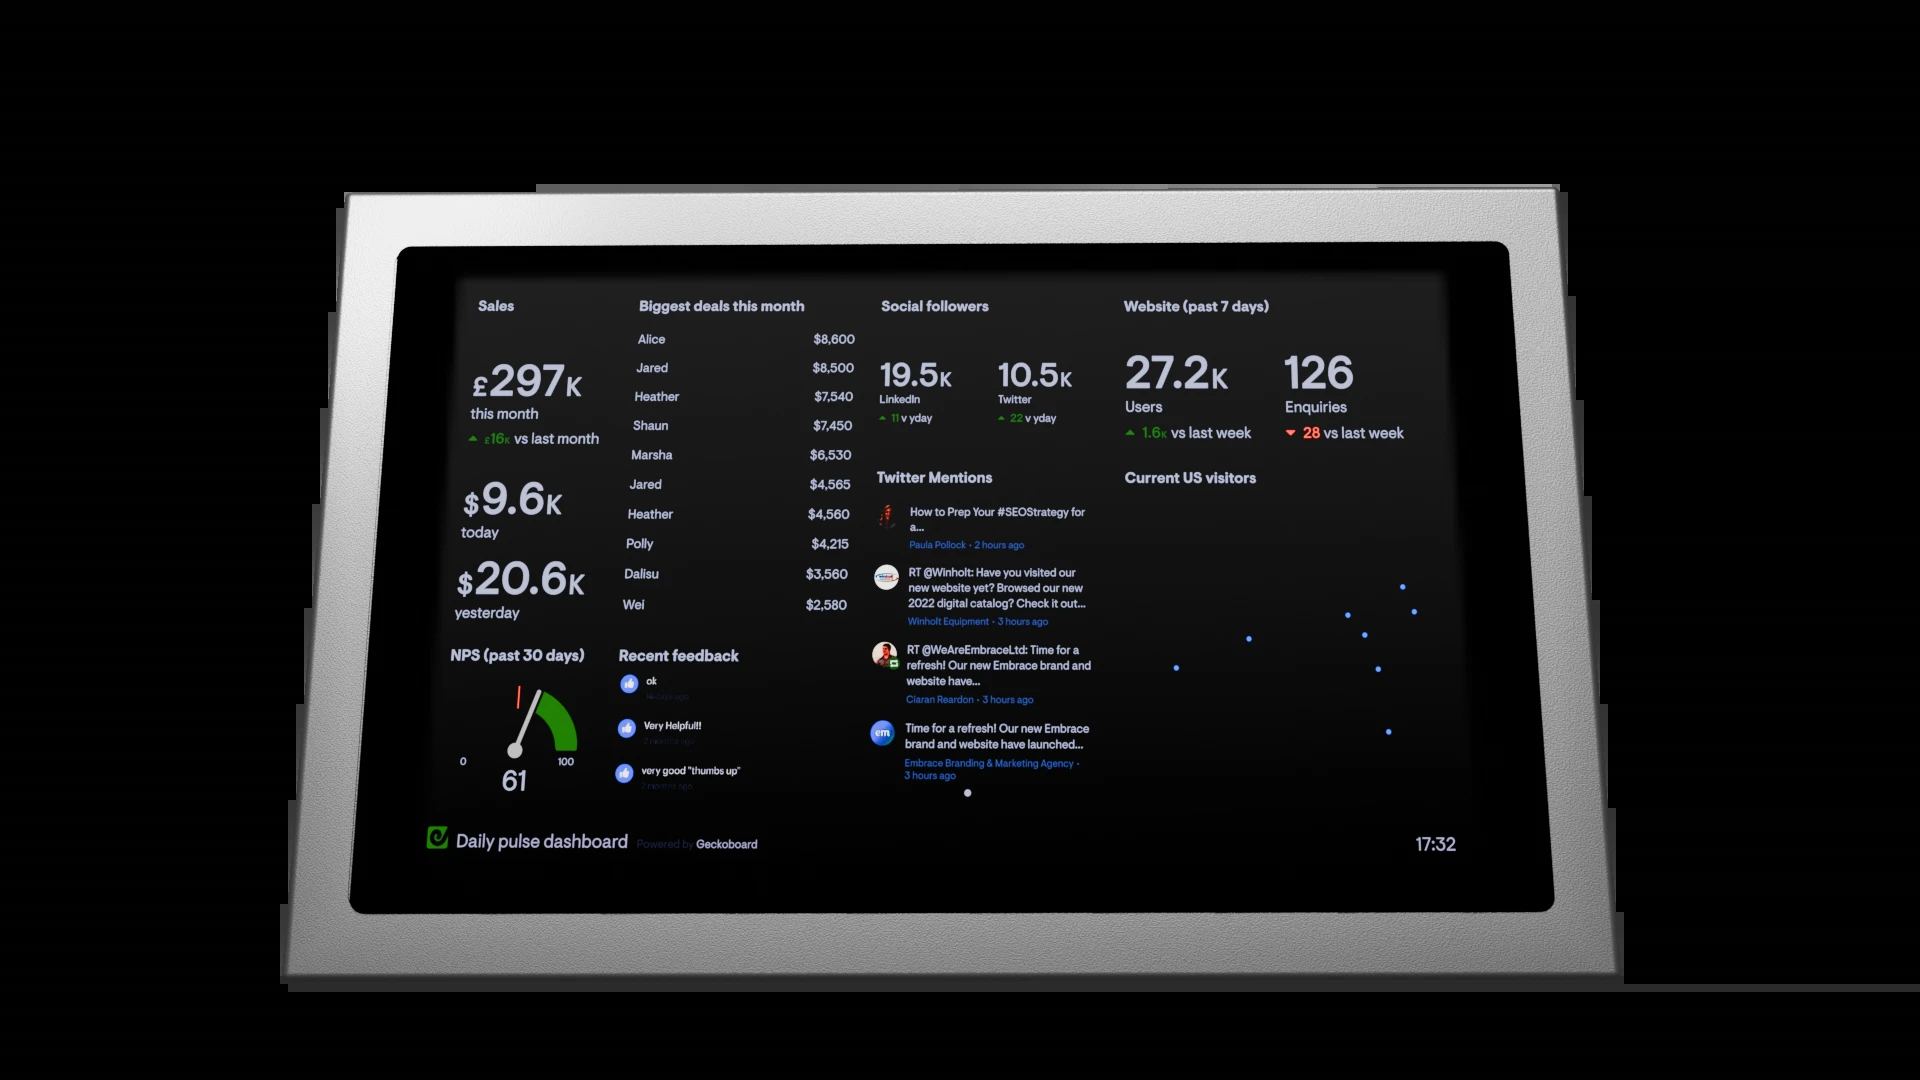 Sales
£297K
this month
£16K vs last month
$9.6K
today
$20.6K
yesterday
NPS (past 30 days)
0
100
61
Biggest deals this month
Alice $8,600
Jared $8,500
Heather $7,540
Shaun $7,450
Marsha $6,530
Jared $4,565
Heather $4,560
Polly $4,215
Dalisu $3,560
Wei $2,580
Recent feedback
ok
Very Helpful!!
2 months ago
very good "thumbs up"
2 months ago
Social followers
19.5K
LinkedIn
11 v yday
10.5K
Twitter
22 v yday
Twitter Mentions
How to Prep Your #SEOStrategy for
a...
Paula Pollock • 2 hours ago
RT @Winholt: Have you visited our
new website yet? Browsed our new
2022 digital catalog? Check it out...
Winholt Equipment • 3 hours ago
RT @WeAreEmbraceLtd: Time for a
refresh! Our new Embrace brand and
website have...
Ciaran Reardon • 3 hours ago
em
Time for a refresh! Our new Embrace
brand and website have launched...
Embrace Branding & Marketing Agency •
3 hours ago
Website (past 7 days)
27.2K
Users
1.6K vs last week
126
Enquiries
28 vs last week
Current US visitors
Daily pulse dashboard Powered by Geckoboard
17:32